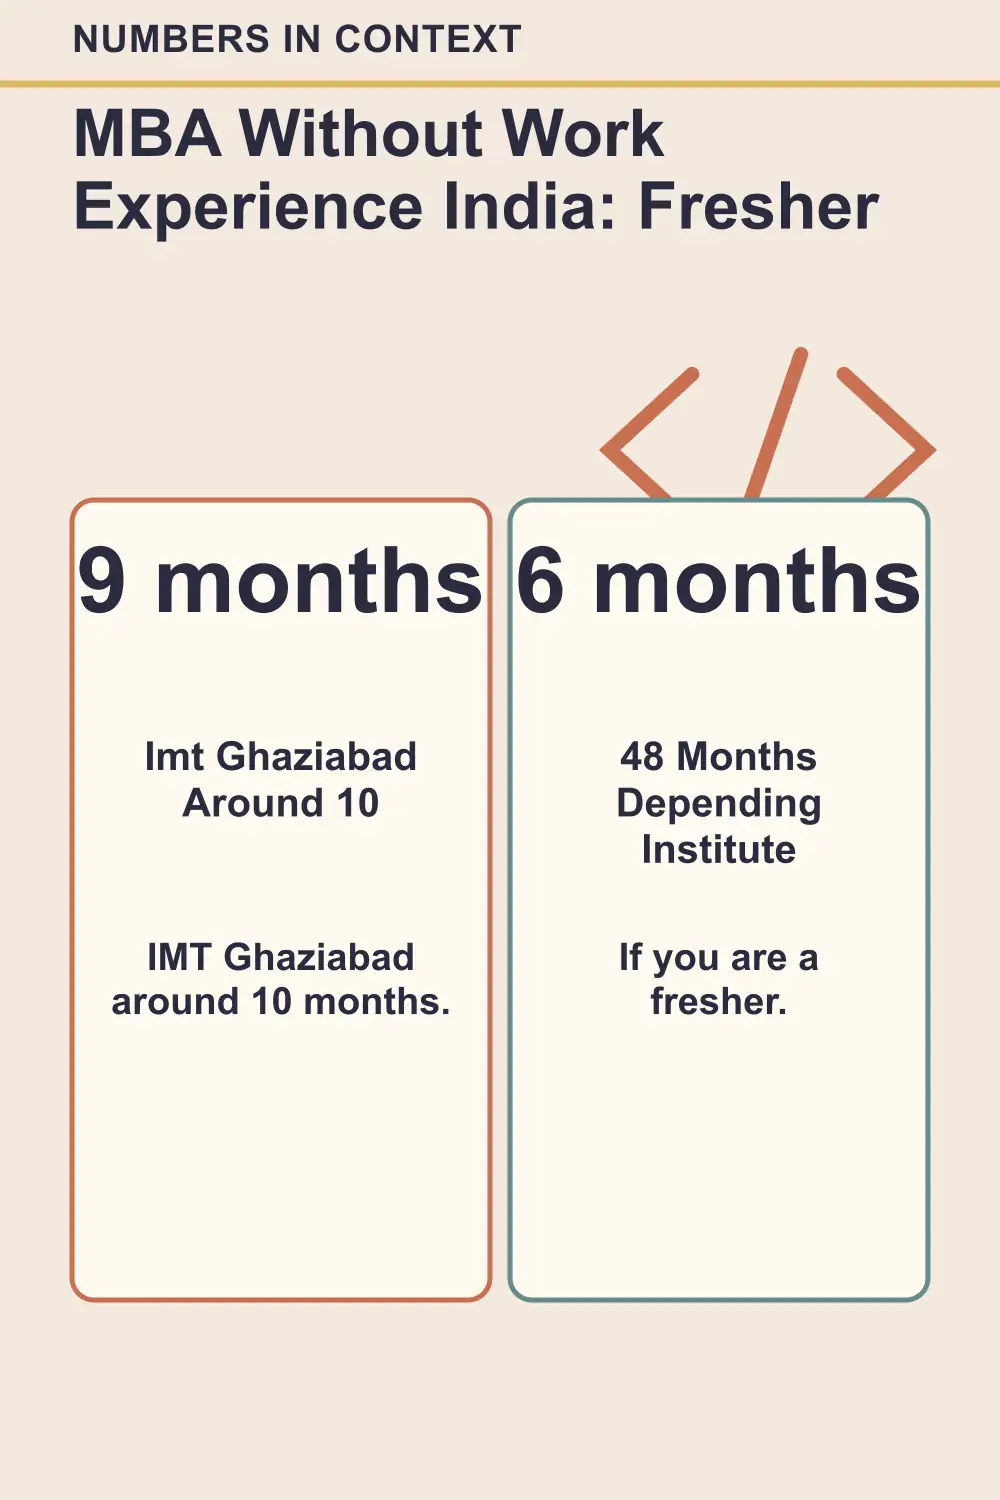 NUMBERS IN CONTEXT
MBA Without Work
Experience India: Fresher
9 months
Imt Ghaziabad
Around 10
IMT Ghaziabad
around 10 months.
6 months
48 Months
Depending
Institute
If you are a
fresher.